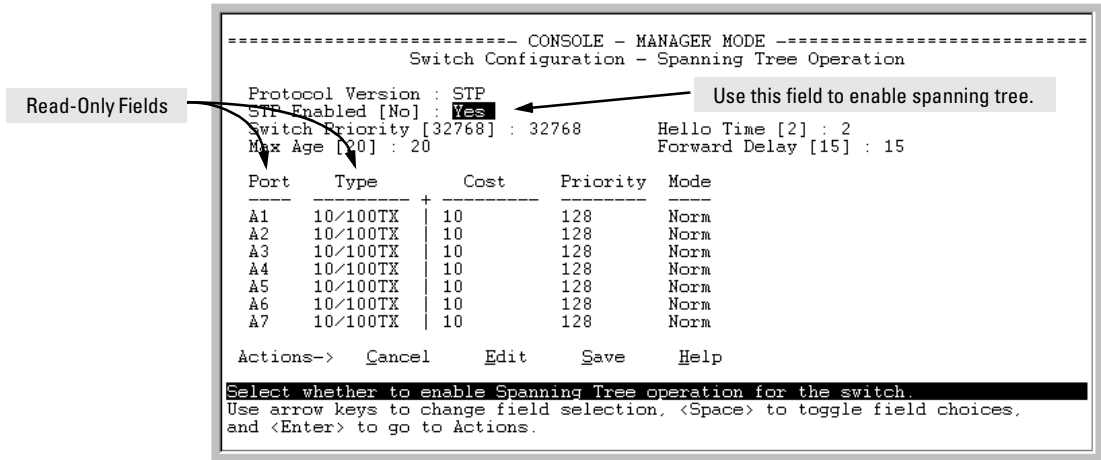 ===========================- CONSOLE - MANAGER MODE -============================
Switch Configuration - Spanning Tree Operation
Protocol Version : STP
STP Enabled [No] : Yes
Switch Priority [32768] : 32768 Hello Time [2] : 2
Max Age [20] : 20 Forward Delay [15] : 15
Read-Only Fields
Use this field to enable spanning tree.
Port Type Cost Priority Mode
---- --------- + --------- -------- ----
A1 10/100TX | 10 128 Norm
A2 10/100TX | 10 128 Norm
A3 10/100TX | 10 128 Norm
A4 10/100TX | 10 128 Norm
A5 10/100TX | 10 128 Norm
A6 10/100TX | 10 128 Norm
A7 10/100TX | 10 128 Norm
Actions-> Cancel Edit Save Help
Select whether to enable Spanning Tree operation for the switch.
Use arrow keys to change field selection, <Space> to toggle field choices,
and <Enter> to go to Actions.